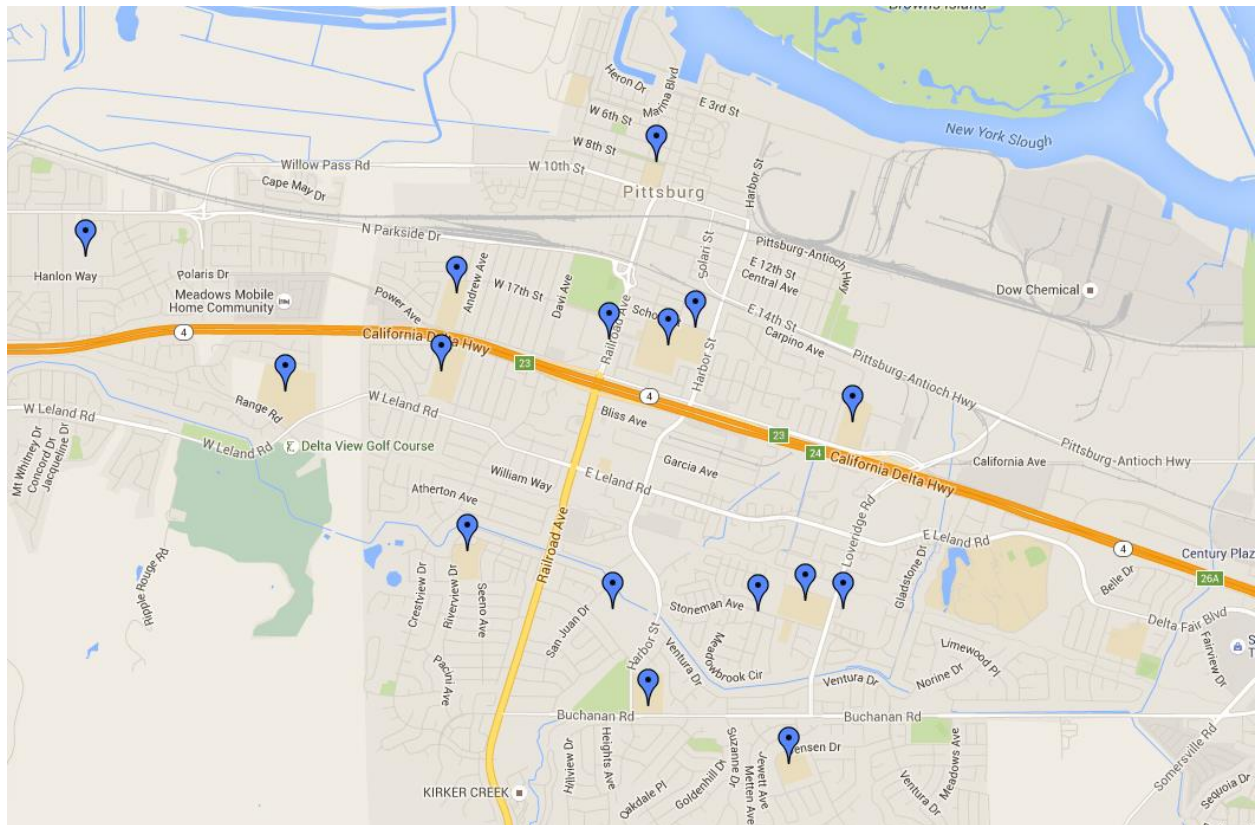 Browns Island
Heron Dr
Marina Blvd
E 3rd St
W 6th St
New York Slough
W 8th St
Willow Pass Rd
W 10th St
Harbor St
Cape May Dr
Pittsburg
N Parkside Dr
Solari St
Pittsburg-Antioch Hwy
Hanlon Way
Polaris Dr
Andrew Ave
W 17th St
Davi Ave
E 12th St
Central Ave
Meadows Mobile
Home Community
Power Ave
Dow Chemical
E 14th St
4
California Delta Hwy
Railroad Ave
Carpino Ave
23
Harbor St
Pittsburg-Antioch Hwy
Range Rd
W Leland Rd
4
Bliss Ave
W Leland Rd
Delta View Golf Course
23
24
Mt Whitney Dr
Concord Dr
Jacqueline Dr
California Delta Hwy
California Ave
Pittsburg-Antioch Hwy
William Way
Garcia Ave
E Leland Rd
Atherton Ave
Railroad Ave
Loveridge Rd
E Leland Rd
4
Century Plaz
26A
Ripple Rouge Rd
Crestview Dr
Riverview Dr
Seeno Ave
Gladstone Dr
Belle Dr
San Juan Dr
Stoneman Ave
Delta Fair Blvd
Harbor St
Meadowbrook Cir
Ventura Dr
Limewood Pl
Norine Dr
Fairview Dr
Pacini Ave
Ventura Dr
Buchanan Rd
Buchanan Rd
Hillview Dr
Heights Ave
Suzanne Dr
Jewett Ave
Metten Ave
Goldenhill Dr
Oakdale Pl
Ventura Dr
Meadows Ave
Somersville Rd
Sequoia Dr
KIRKER CREEK